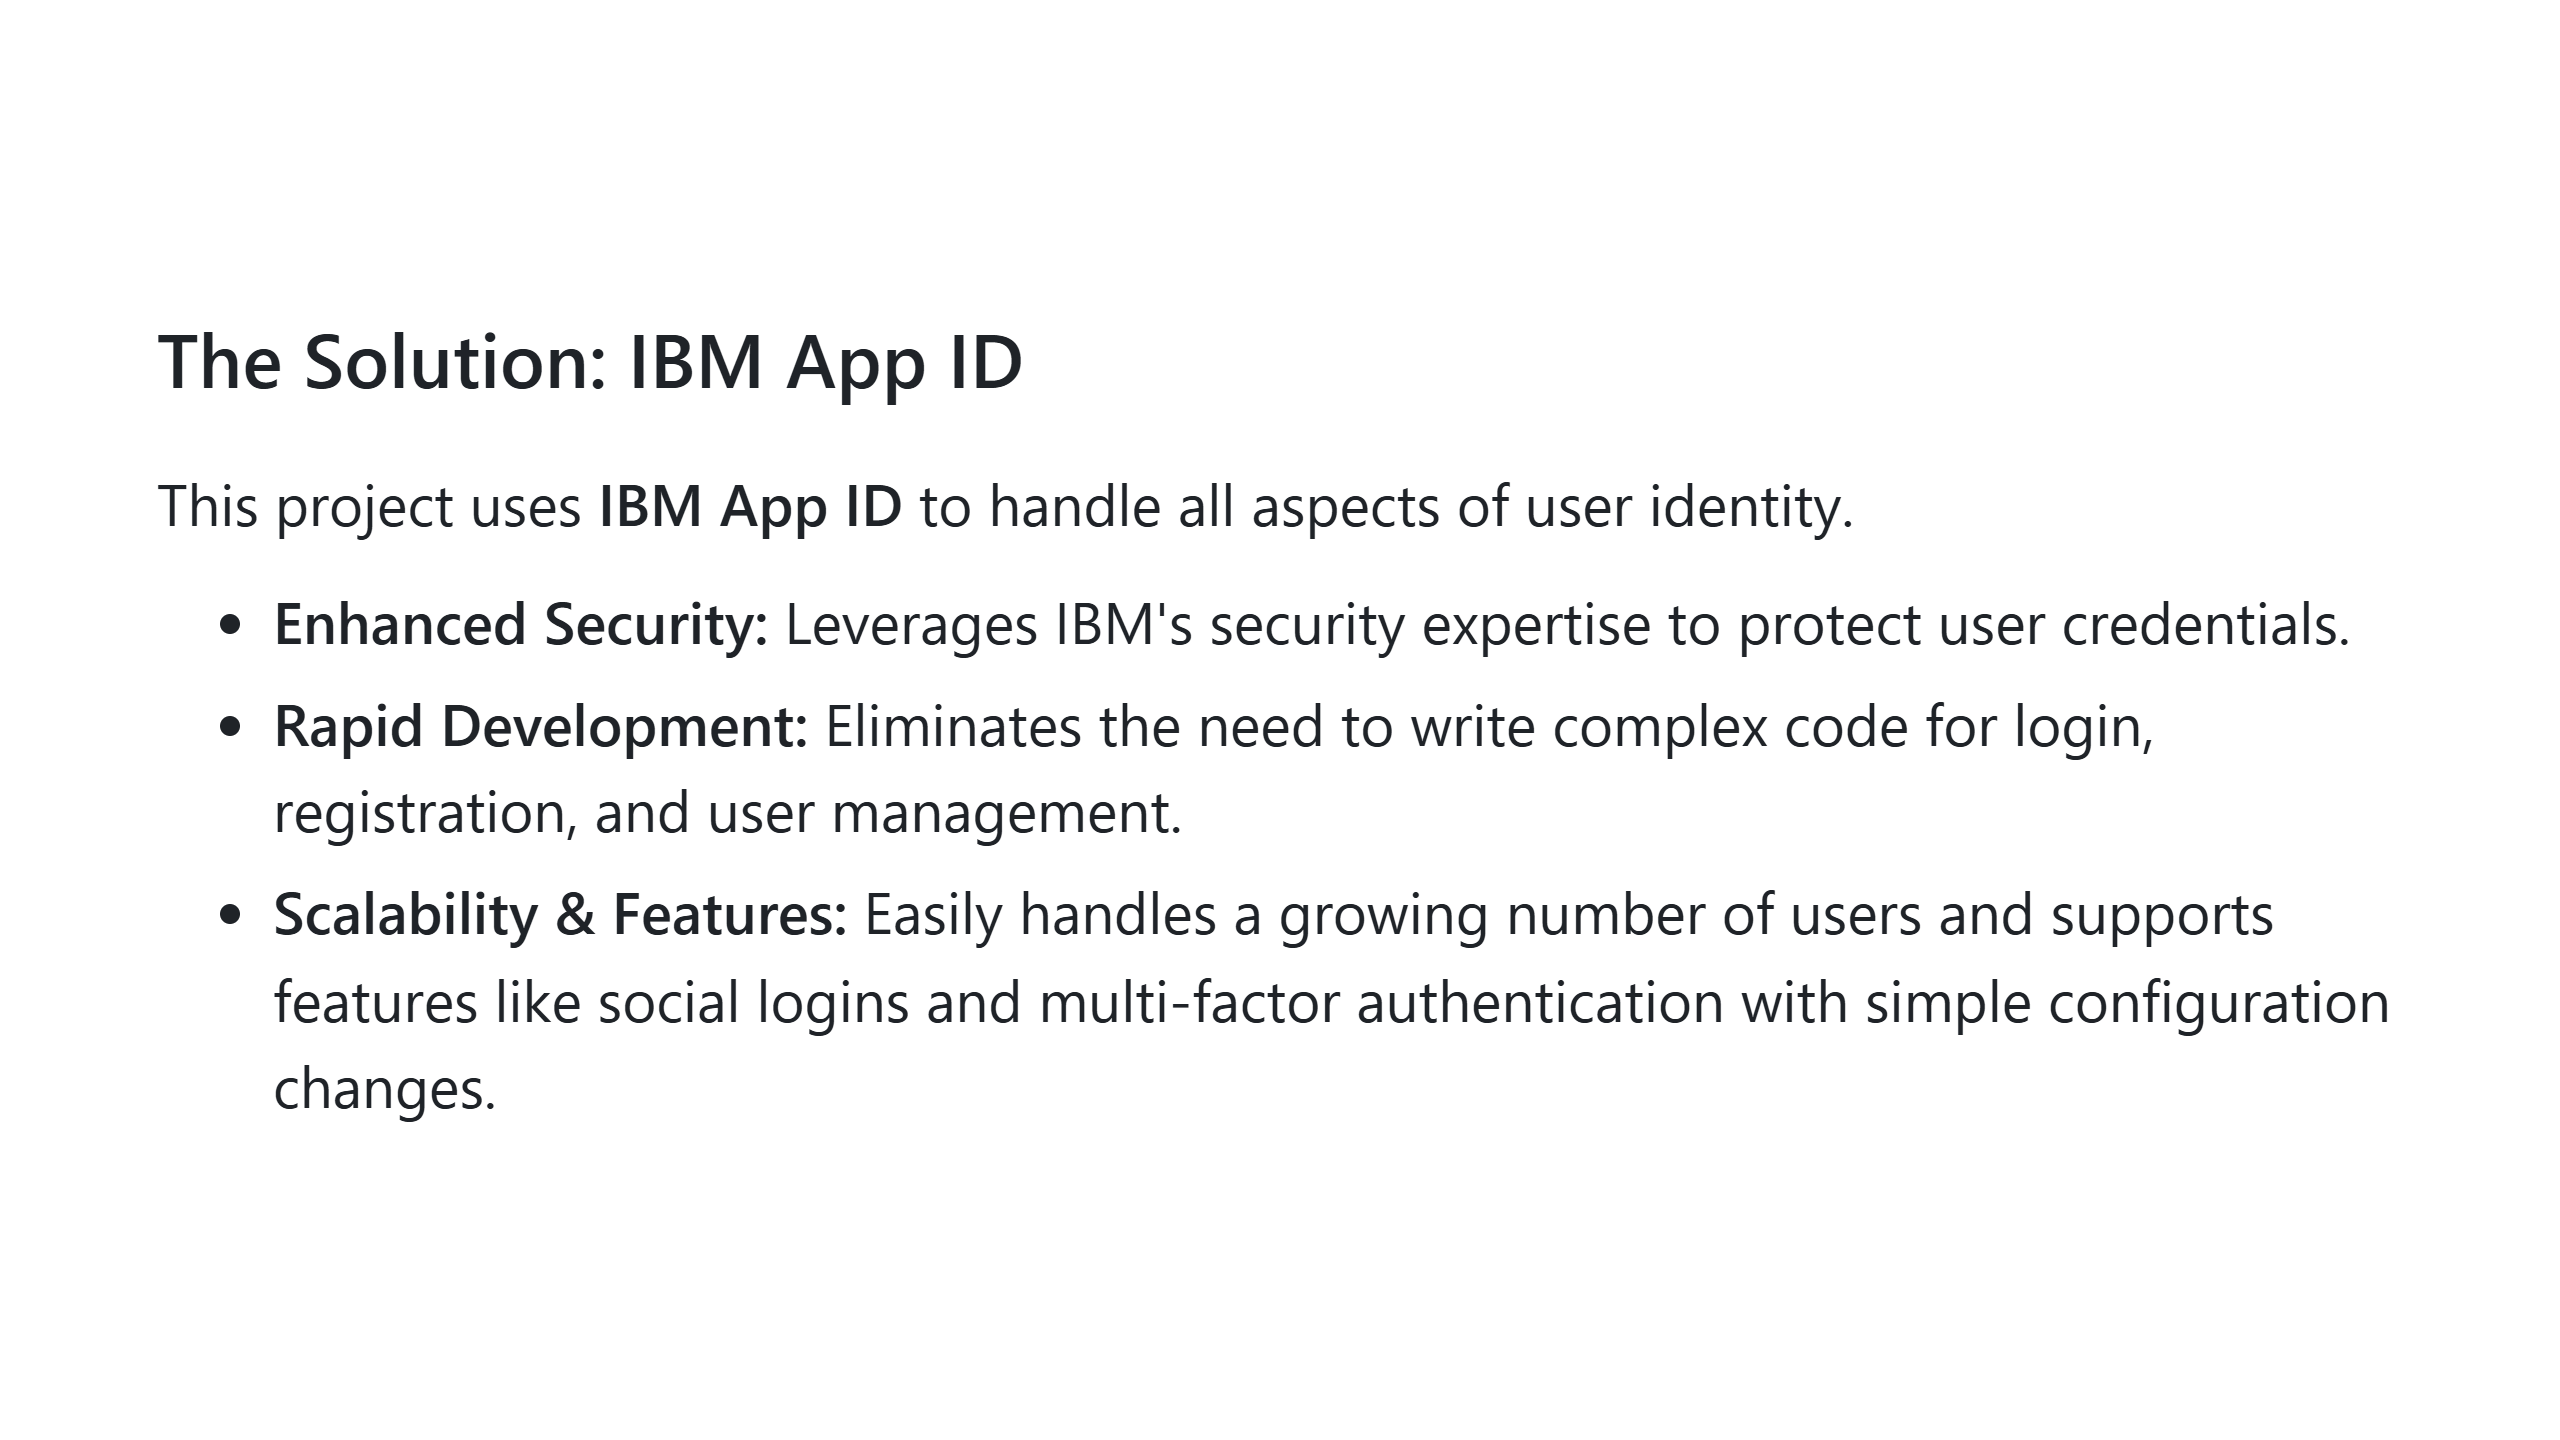 The Solution: IBM App ID
This project uses IBM App ID to handle all aspects of user identity.
• Enhanced Security: Leverages IBM's security expertise to protect user credentials.
• Rapid Development: Eliminates the need to write complex code for login,
registration, and user management.
• Scalability & Features: Easily handles a growing number of users and supports
features like social logins and multi-factor authentication with simple configuration
changes.